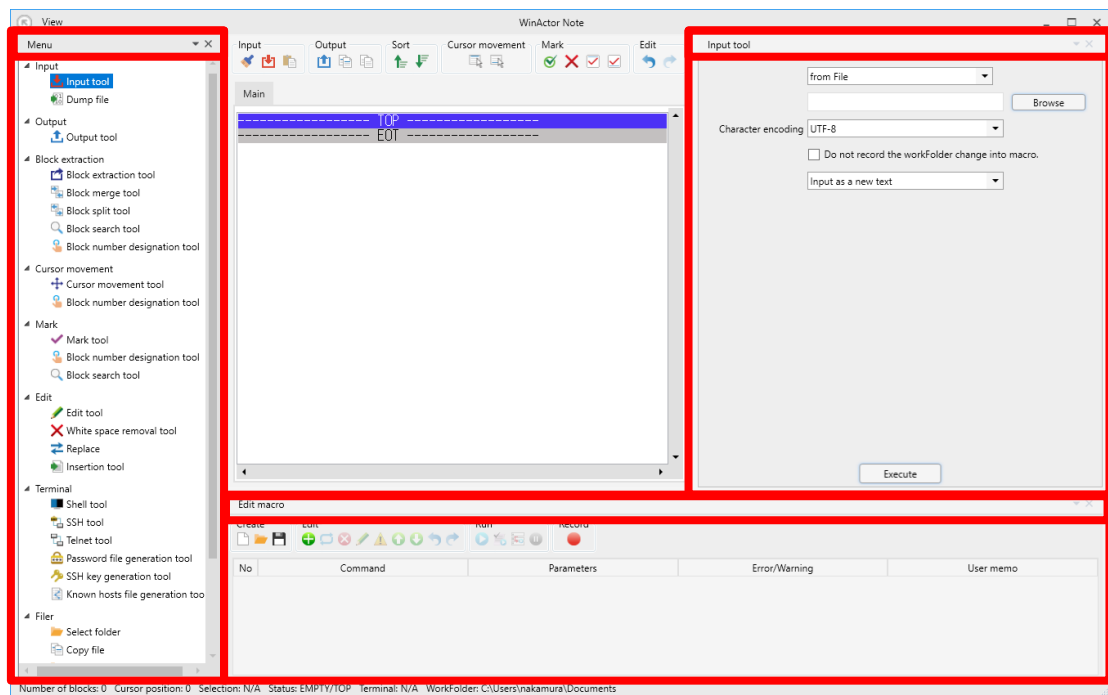 View
WinActor Note
Menu
Input
Input tool
Dump file
Output
Output tool
Block extraction
Block extraction tool
Block merge tool
Block split tool
Block search tool
Block number designation tool
Cursor movement
Cursor movement tool
Block number designation tool
Mark
Mark tool
Block number designation tool
Block search tool
Edit
Edit tool
White space removal tool
Replace
Insertion tool
Terminal
Shell tool
SSH tool
Telnet tool
Password file generation tool
SSH key generation tool
Known hosts file generation too
Filer
Select folder
Copy file
Input Output Sort Cursor movement Mark Edit
Main
------------------ TOP ------------------
------------------ EOT ------------------
Input tool
from File
Browse
Character encoding UTF-8
Do not record the workFolder change into macro.
Input as a new text
Execute
Edit macro
Create Edit Run Record
No Command Parameters Error/Warning User memo
Number of blocks: 0 Cursor position: 0 Selection: N/A Status: EMPTY/TOP Terminal: N/A WorkFolder: C:\Users\nakamura\Documents